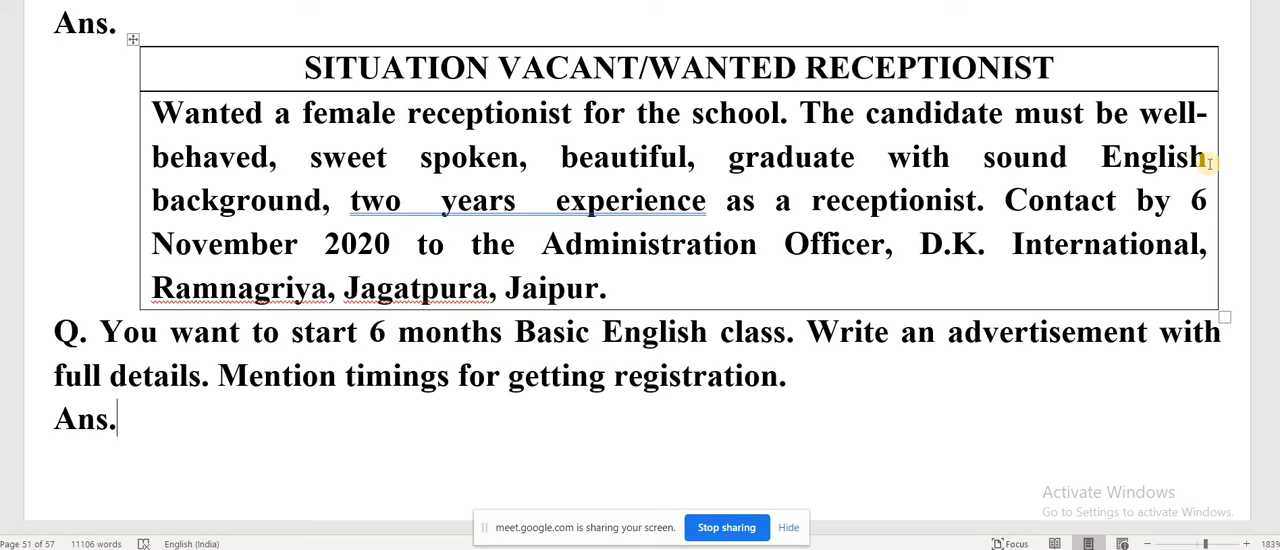 Ans.
SITUATION VACANT/WANTED RECEPTIONIST
Wanted a female receptionist for the school. The candidate must be well-
behaved, sweet spoken, beautiful, graduate with sound English
background, two years experience as a receptionist. Contact by 6
November 2020 to the Administration Officer, D.K. International,
Ramnagriya, Jagatpura, Jaipur.
Q. You want to start 6 months Basic English class. Write an advertisement with
full details. Mention timings for getting registration.
Ans.
Activate Windows
Go to Settings to activate Windows.
meet.google.com is sharing your screen. Stop sharing Hide
Page 51 of 57 11106 words English (India) Focus 183%